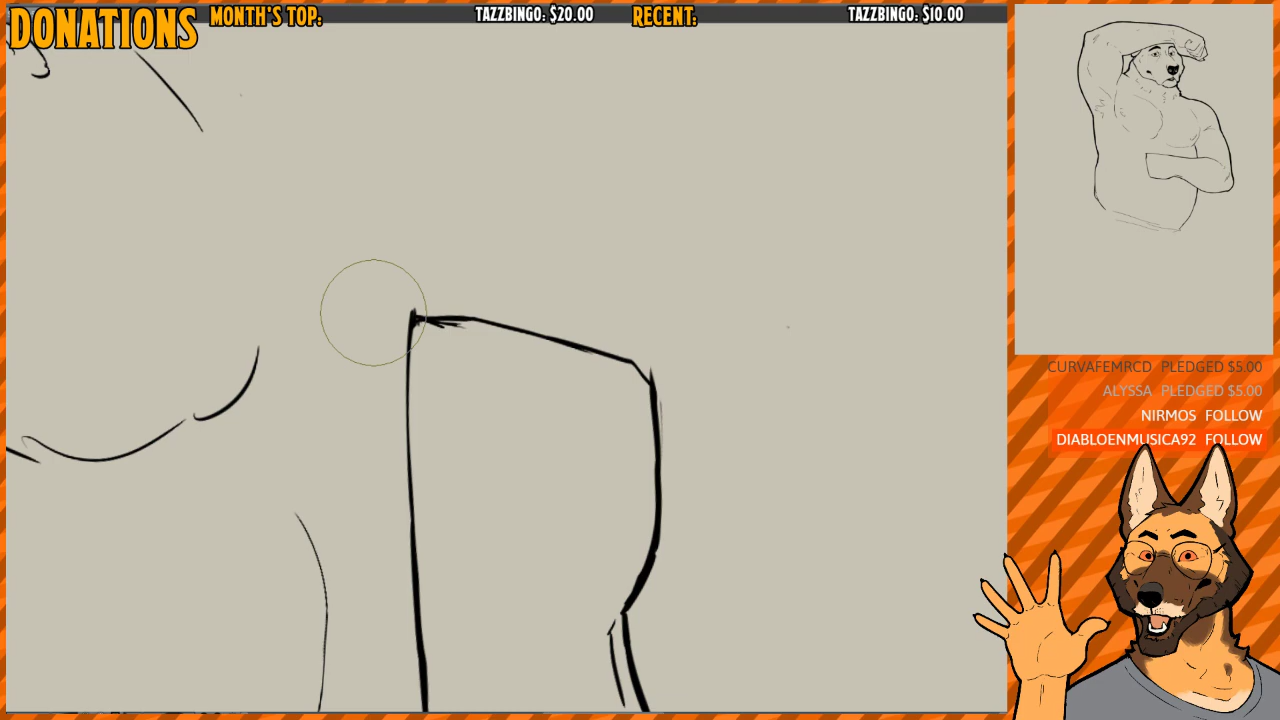 DONATIONS
MONTH'S TOP: TAZZBINGO: $20.00 RECENT: TAZZBINGO: $10.00
CURVAFEMRCD PLEDGED $5.00
ALYSSA PLEDGED $5.00
NIRMOS FOLLOW
DIABLOENMUSICA92 FOLLOW